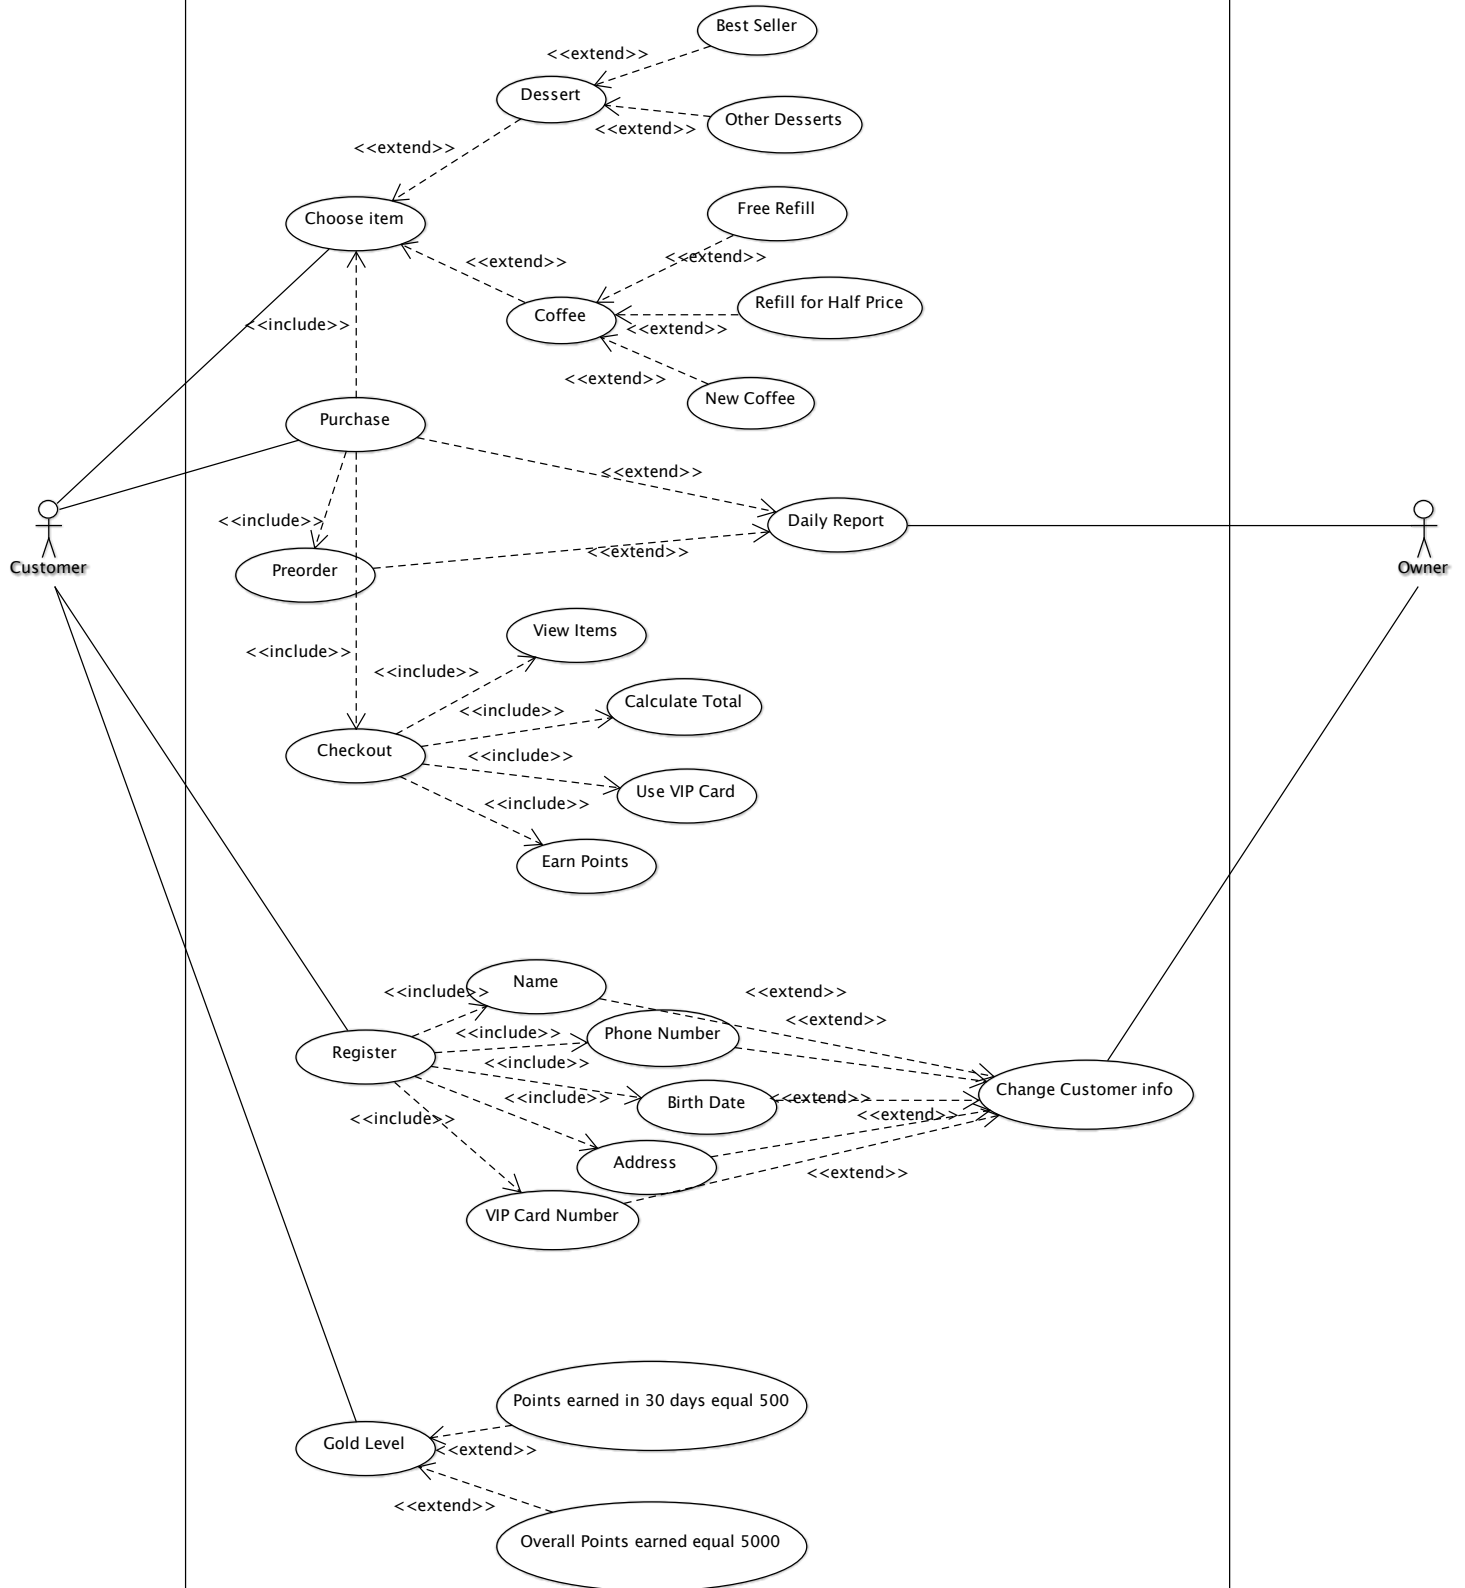 Best Seller
<<extend>>
Dessert
Other Desserts
<<extend>>
<<extend>>
Free Refill
Choose item
<<extend>>
<<extend>>
Refill for Half Price
Coffee
<<include>>
<<extend>>
<<extend>>
New Coffee
Purchase
<<extend>>
<<include>>
Daily Report
<<extend>>
Customer
Owner
Preorder
View Items
<<include>>
<<include>>
Calculate Total
<<include>>
Checkout
<<include>>
Use VIP Card
<<include>>
Earn Points
Name
<<include>>
<<extend>>
<<extend>>
<<include>>
Phone Number
Register
<<include>>
Change Customer info
<<include>>
Birth Date
<<extend>>
<<include>>
<<extend>>
Address
<<extend>>
VIP Card Number
Points earned in 30 days equal 500
Gold Level
<<extend>>
<<extend>>
Overall Points earned equal 5000